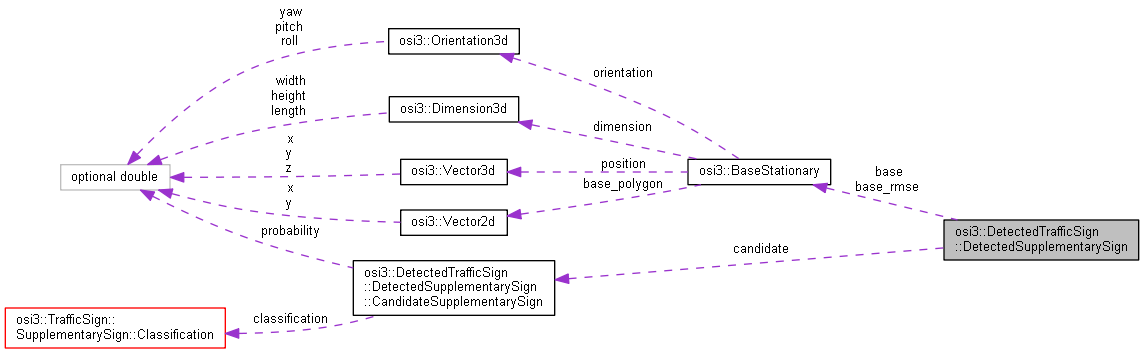 yaw
pitch
roll
osi3::Orientation3d
orientation
width
height
length
osi3::Dimension3d
dimension
x
y
z
osi3::Vector3d
position
osi3::BaseStationary
optional double
base
base_rmse
base_polygon
x
y
osi3::Vector2d
probability
osi3::DetectedTrafficSign
::DetectedSupplementarySign
candidate
osi3::DetectedTrafficSign
::DetectedSupplementarySign
::CandidateSupplementarySign
classification
osi3::TrafficSign::
SupplementarySign::Classification